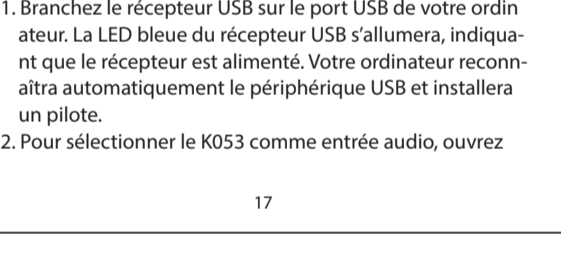 1. Branchez le récepteur USB sur le port USB de votre ordin
ateur. La LED bleue du récepteur USB s’allumera, indiqua-
nt que le récepteur est alimenté. Votre ordinateur reconn-
aîtra automatiquement le périphérique USB et installera
un pilote.
2. Pour sélectionner le K053 comme entrée audio, ouvrez
17